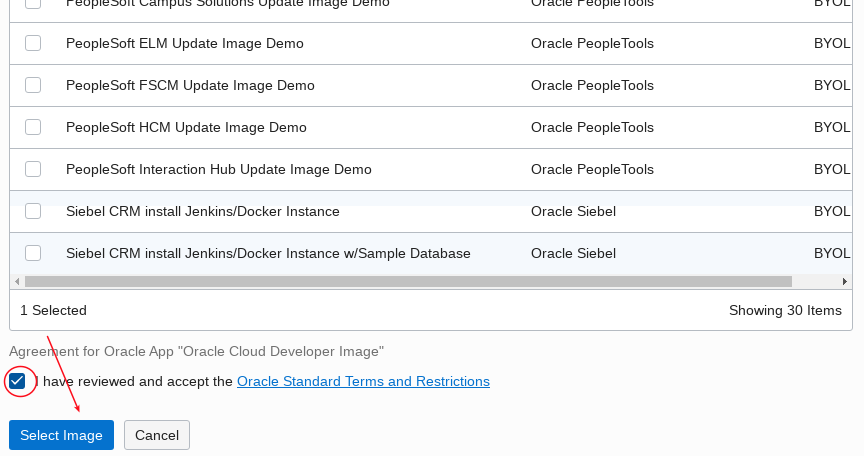 PeopleSoft Campus Solutions Update Image Demo Oracle PeopleTools BYOL
PeopleSoft ELM Update Image Demo Oracle PeopleTools BYOL
PeopleSoft FSCM Update Image Demo Oracle PeopleTools BYOL
PeopleSoft HCM Update Image Demo Oracle PeopleTools BYOL
PeopleSoft Interaction Hub Update Image Demo Oracle PeopleTools BYOL
Siebel CRM install Jenkins/Docker Instance Oracle Siebel BYOL
Siebel CRM install Jenkins/Docker Instance w/Sample Database Oracle Siebel BYOL
1 Selected Showing 30 Items
Agreement for Oracle App "Oracle Cloud Developer Image"
I have reviewed and accept the Oracle Standard Terms and Restrictions
Select Image Cancel